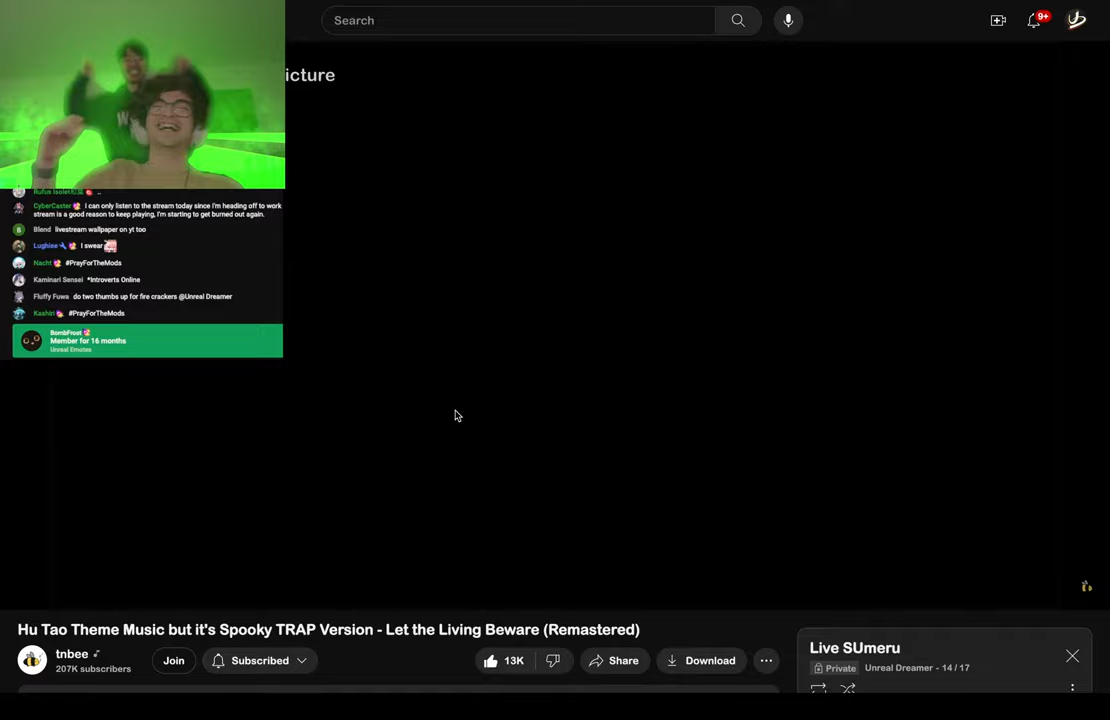 Search
9+
icture
Rufus Isolet
CyberCaster I can only listen to the stream today since I'm heading off to work
stream is a good reason to keep playing, I'm starting to get burned out again.
B Blend livestream wallpaper on yt too
Lughiee I swear
Nacht #PrayForTheMods
Kaminari Sensei *Introverts Online
Fluffy Fuwa do two thumbs up for fire crackers @Unreal Dreamer
Kashiri #PrayForTheMods
BombFrost
Member for 16 months
Unreal Emotes
Hu Tao Theme Music but it's Spooky TRAP Version - Let the Living Beware (Remastered)
tnbee
207K subscribers
Join
Subscribed
13K
Share
Download
Live SUmeru
Private Unreal Dreamer - 14 / 17